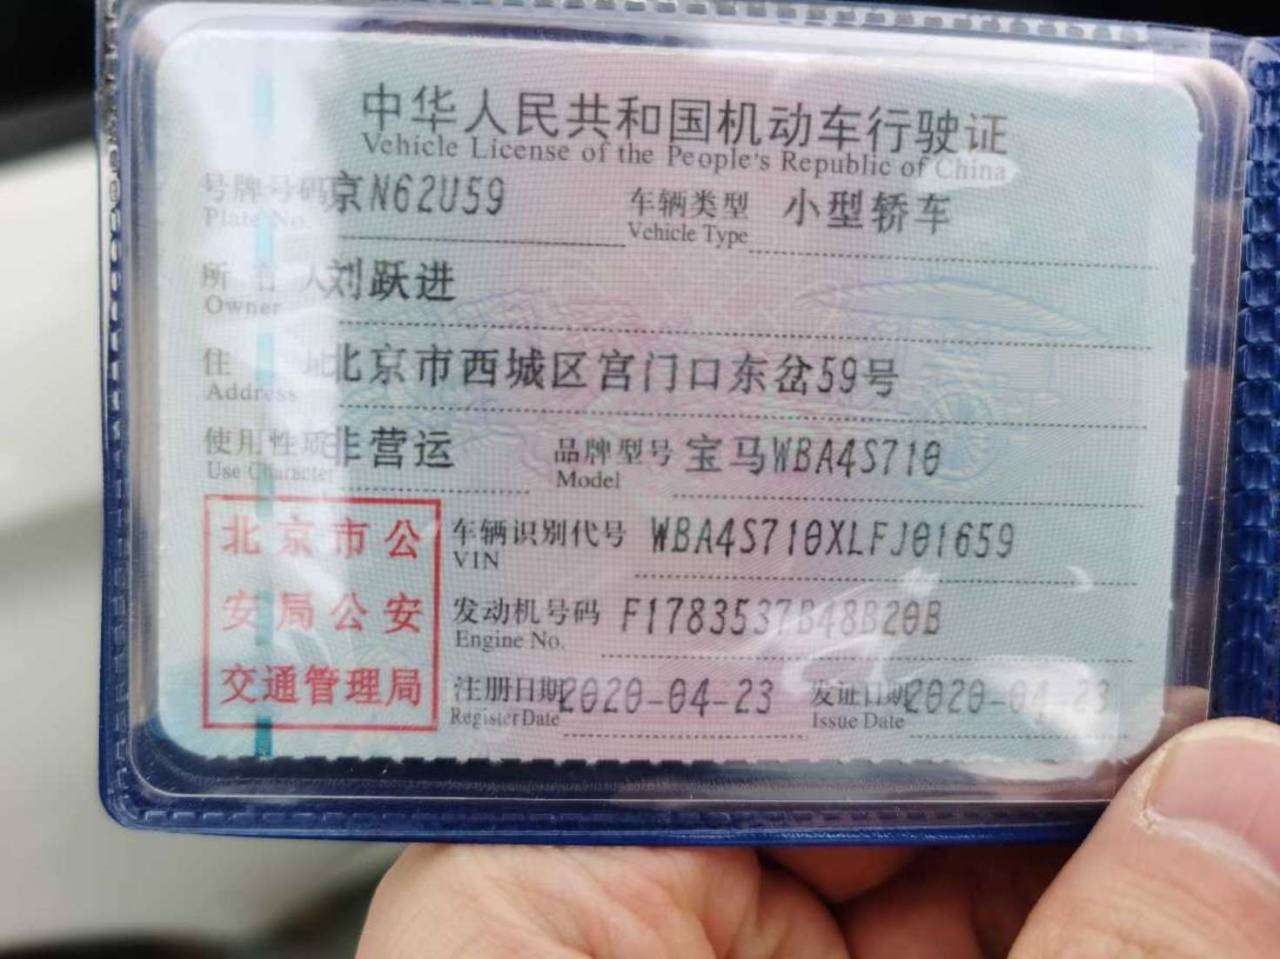 中华人民共和国机动车行驶证
Vehicle License of the People's Republic of China
号牌号码 京N62U59 车辆类型 小型轿车
Plate No. Vehicle Type
所有人 刘跃进
Owner
住址 北京市西城区宫门口东岔59号
Address
使用性质 非营运 品牌型号 宝马WBA4S710
Use Character Model
北京市公
安局公安
交通管理局
车辆识别代号 WBA4S710XLFJ01659
VIN
发动机号码 F1783537B48B20B
Engine No.
注册日期 2020-04-23 发证日期 2020-04-23
Register Date Issue Date